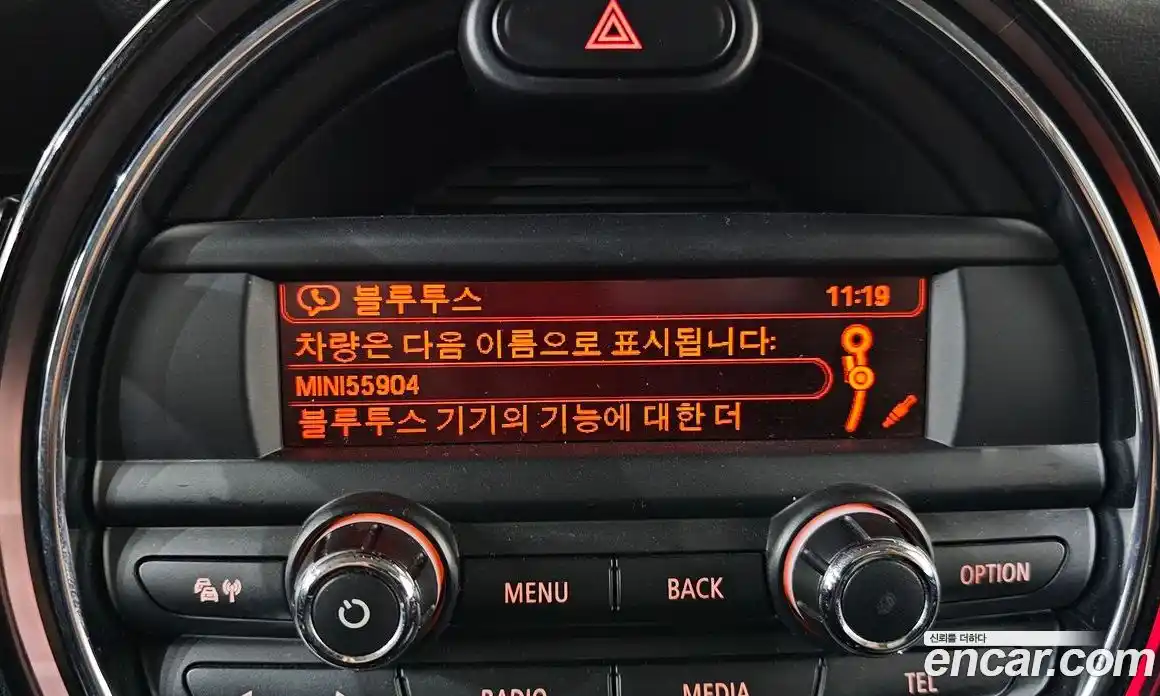 블루투스 11:19
차량은 다음 이름으로 표시됩니다:
MINI55904
블루투스 기기의 기능에 대한 더
MENU BACK OPTION
RADIO MEDIA TEL
신뢰를 더하다
encar.com